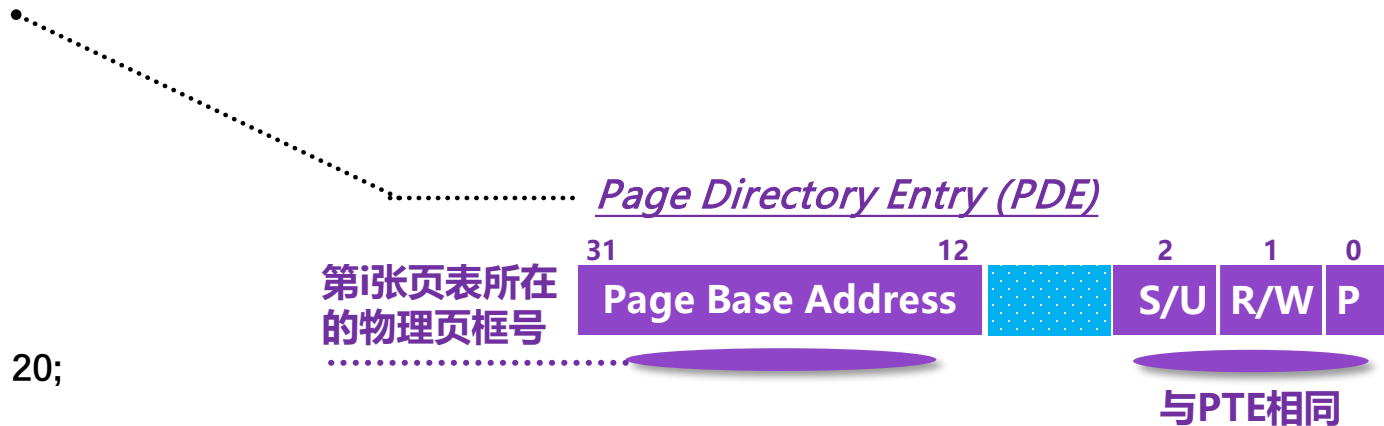 Page Directory Entry (PDE)
31 12 2 1 0
第i张页表所在
的物理页框号
Page Base Address S/U R/W P
20;
与PTE相同